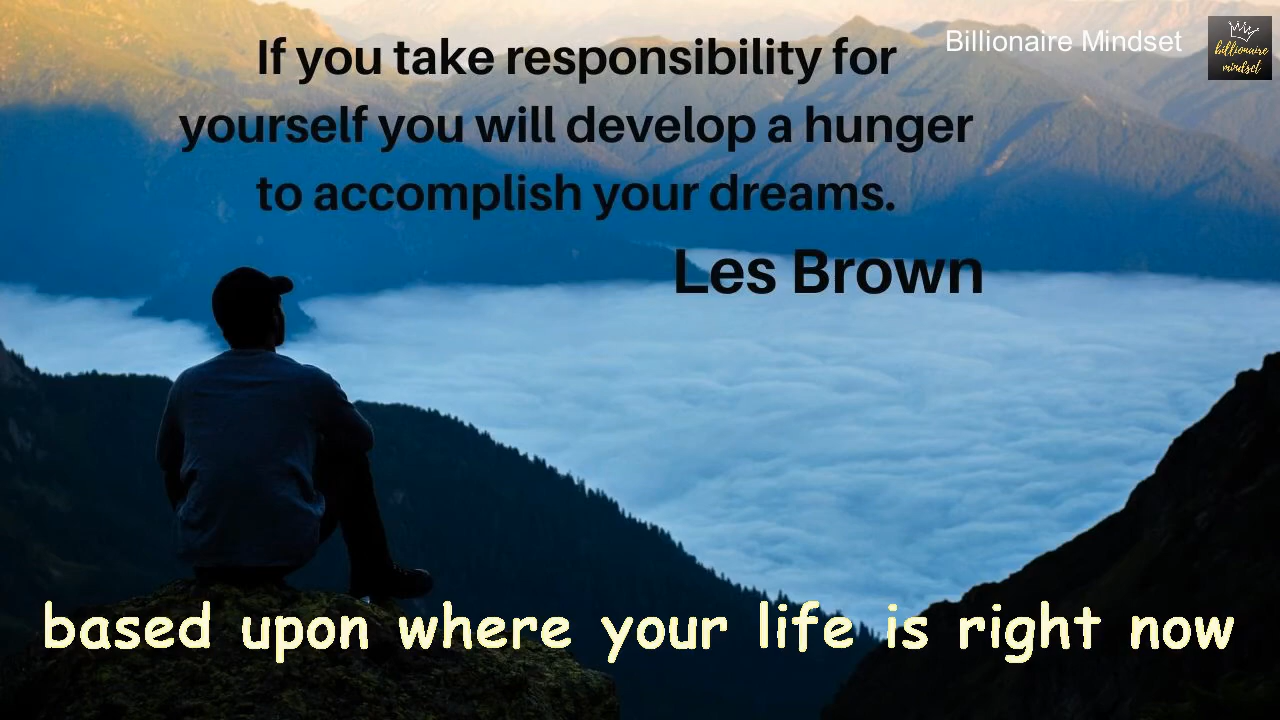 If you take responsibility for
yourself you will develop a hunger
to accomplish your dreams.
Les Brown
Billionaire Mindset
billionaire
mindset
based upon where your life is right now